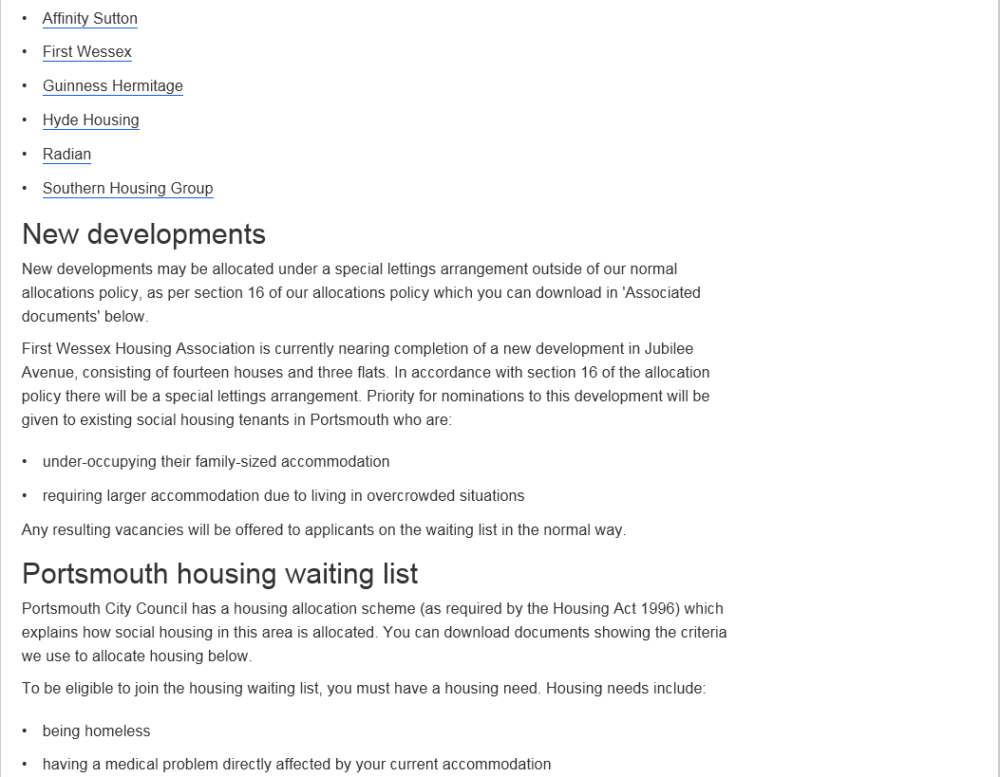 • Affinity Sutton
• First Wessex
• Guinness Hermitage
• Hyde Housing
• Radian
• Southern Housing Group
New developments
New developments may be allocated under a special lettings arrangement outside of our normal
allocations policy, as per section 16 of our allocations policy which you can download in 'Associated
documents' below.
First Wessex Housing Association is currently nearing completion of a new development in Jubilee
Avenue, consisting of fourteen houses and three flats. In accordance with section 16 of the allocation
policy there will be a special lettings arrangement. Priority for nominations to this development will be
given to existing social housing tenants in Portsmouth who are:
• under-occupying their family-sized accommodation
• requiring larger accommodation due to living in overcrowded situations
Any resulting vacancies will be offered to applicants on the waiting list in the normal way.
Portsmouth housing waiting list
Portsmouth City Council has a housing allocation scheme (as required by the Housing Act 1996) which
explains how social housing in this area is allocated. You can download documents showing the criteria
we use to allocate housing below.
To be eligible to join the housing waiting list, you must have a housing need. Housing needs include:
• being homeless
• having a medical problem directly affected by your current accommodation